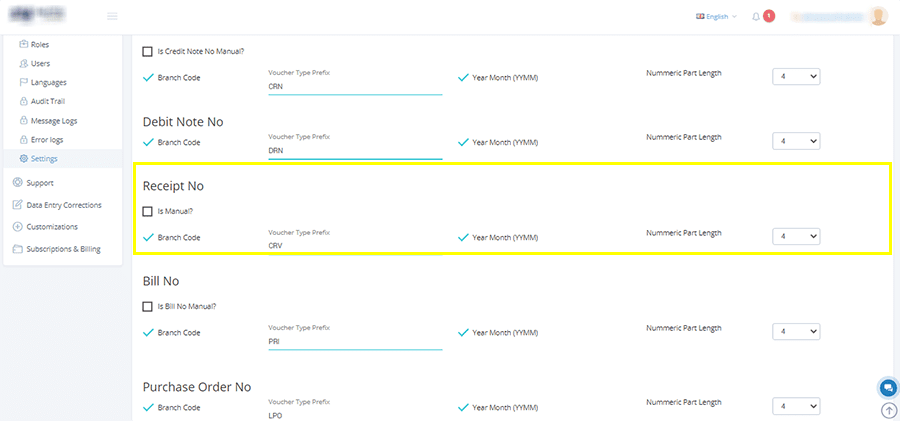 English
1
Roles
Users
Languages
Audit Trail
Message Logs
Error logs
Settings
Support
Data Entry Corrections
Customizations
Subscriptions & Billing
Is Credit Note No Manual?
Branch Code
Voucher Type Prefix
CRN
Year Month (YYMM)
Nummeric Part Length
4
Debit Note No
Branch Code
Voucher Type Prefix
DRN
Year Month (YYMM)
Nummeric Part Length
4
Receipt No
Is Manual?
Branch Code
Voucher Type Prefix
CRV
Year Month (YYMM)
Nummeric Part Length
4
Bill No
Is Bill No Manual?
Branch Code
Voucher Type Prefix
PRI
Year Month (YYMM)
Nummeric Part Length
4
Purchase Order No
Branch Code
Voucher Type Prefix
LPO
Year Month (YYMM)
Nummeric Part Length
4